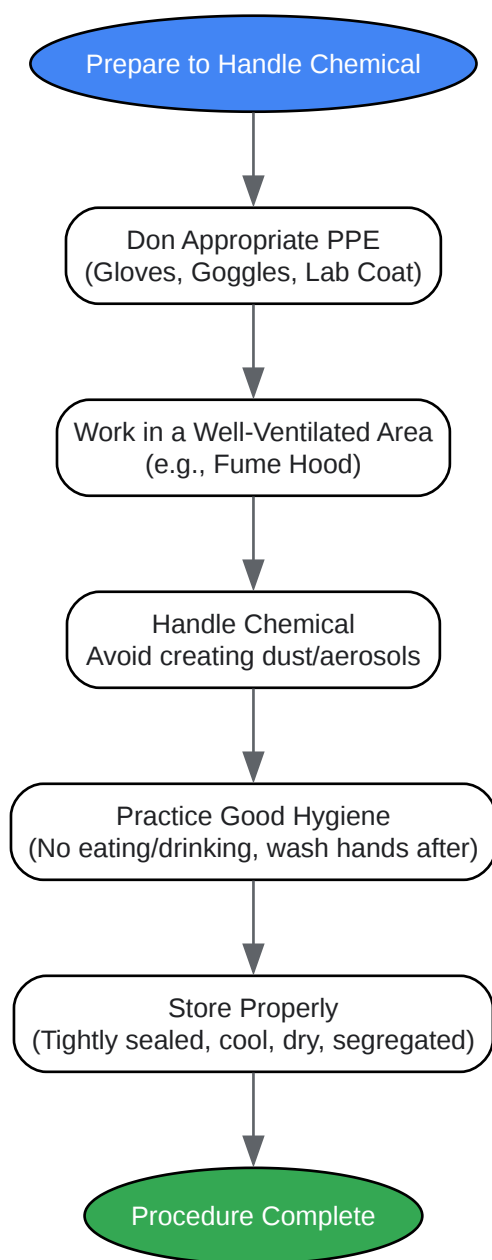 Prepare to Handle Chemical
Don Appropriate PPE
(Gloves, Goggles, Lab Coat)
Work in a Well-Ventilated Area
(e.g., Fume Hood)
Handle Chemical
Avoid creating dust/aerosols
Practice Good Hygiene
(No eating/drinking, wash hands after)
Store Properly
(Tightly sealed, cool, dry, segregated)
Procedure Complete